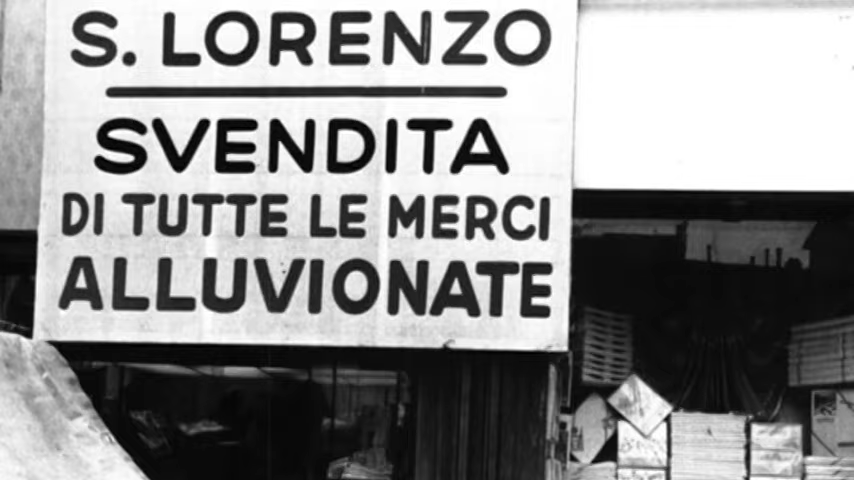 S. LORENZO
SVENDITA
DI TUTTE LE MERCI
ALLUVIONATE